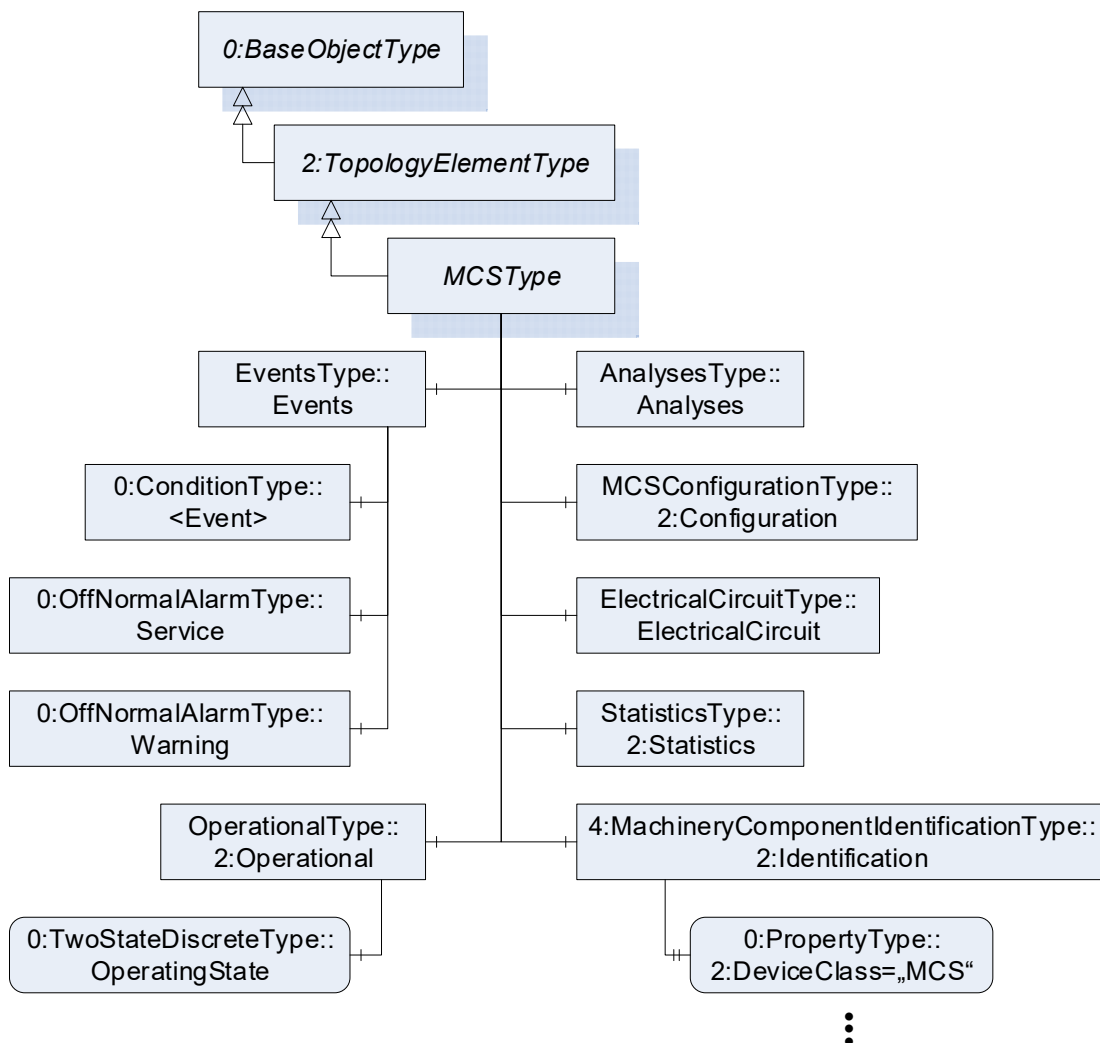 0:BaseObjectType
2:TopologyElementType
MCSType
EventsType::
Events
AnalysesType::
Analyses
0:ConditionType::
<Event>
MCSConfigurationType::
2:Configuration
0:OffNormalAlarmType::
Service
ElectricalCircuitType::
ElectricalCircuit
0:OffNormalAlarmType::
Warning
StatisticsType::
2:Statistics
OperationalType::
2:Operational
4:MachineryComponentIdentificationType::
2:Identification
0:TwoStateDiscreteType::
OperatingState
0:PropertyType::
2:DeviceClass=„MCS“